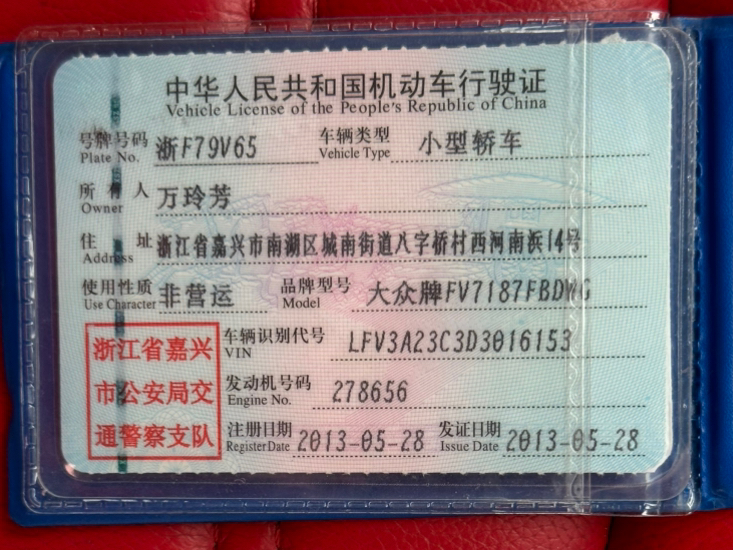 中华人民共和国机动车行驶证
Vehicle License of the People's Republic of China
号牌号码 浙F79V65 车辆类型 小型轿车
Plate No. Vehicle Type
所有人 万玲芳
Owner
住址 浙江省嘉兴市南湖区城南街道八字桥村西河南浜14号
Address
使用性质 非营运 品牌型号 大众牌FV7187FBDWG
Use Character Model
浙江省嘉兴
市公安局交
通警察支队
车辆识别代号 LFV3A23C3D3016153
VIN
发动机号码 278656
Engine No.
注册日期 2013-05-28 发证日期 2013-05-28
Register Date Issue Date